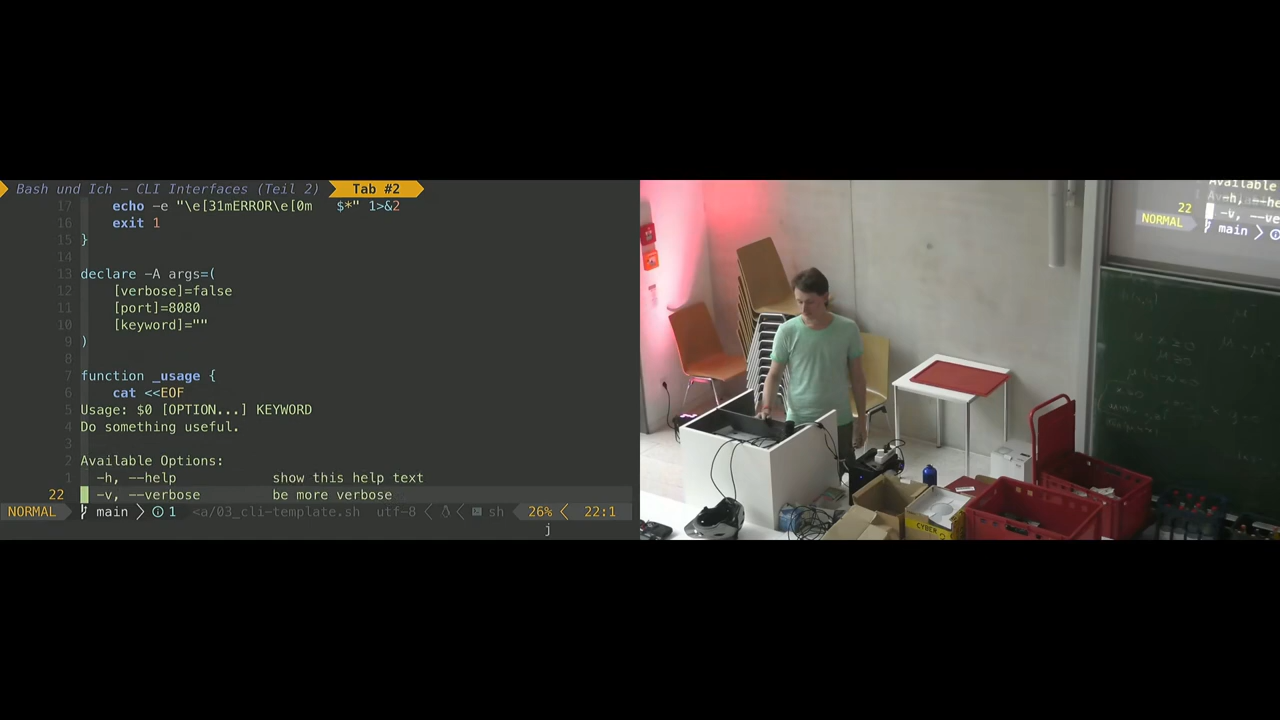 Bash und Ich - CLI Interfaces (Teil 2) Tab #2
17 echo -e "\e[31mERROR\e[0m $*" 1>&2
16 exit 1
15 }
14
13 declare -A args=(
12 [verbose]=false
11 [port]=8080
10 [keyword]=""
9 )
8
7 function _usage {
6 cat <<EOF
5 Usage: $0 [OPTION...] KEYWORD
4 Do something useful.
3
2 Available Options:
1 -h, --help show this help text
22 -v, --verbose be more verbose
NORMAL main 1 <a/03_cli-template.sh utf-8 sh 26% 22:1
j
Available
-h, --he
22 -v, --ve
NORMAL main
CYBER